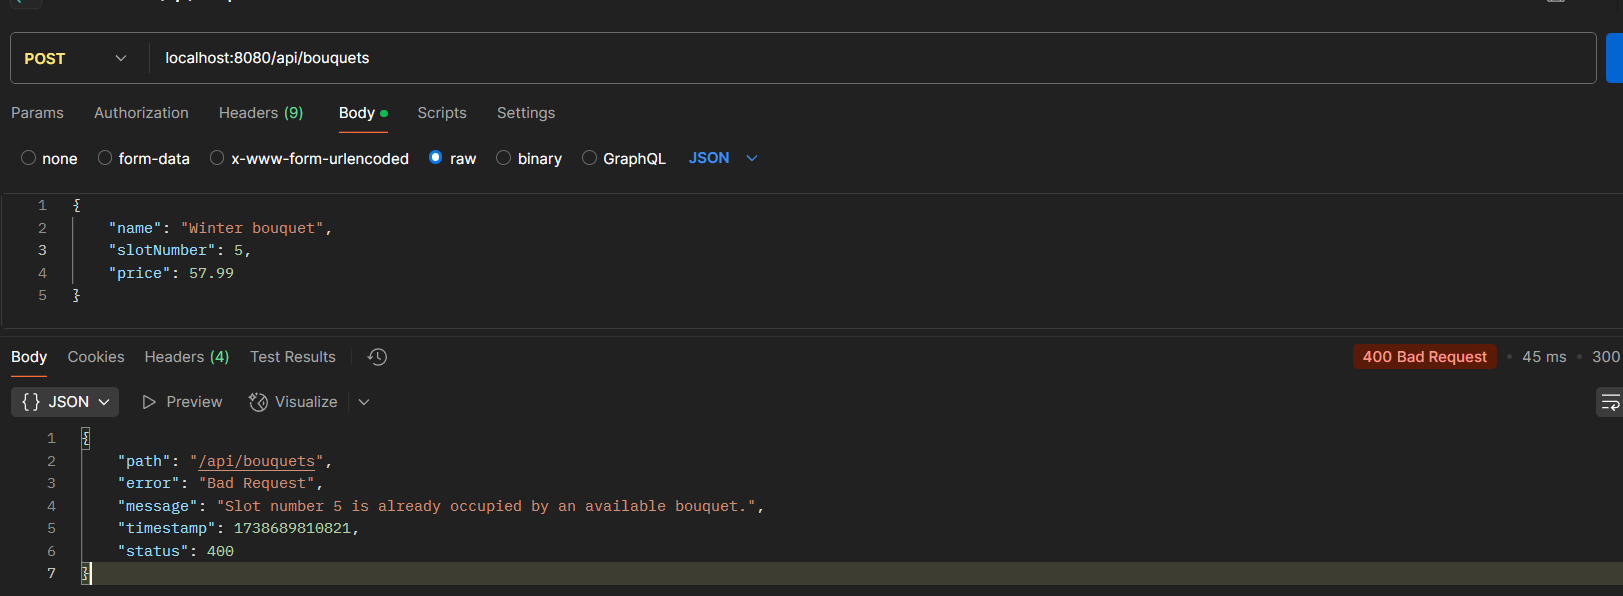 POST localhost:8080/api/bouquets
Params Authorization Headers (9) Body Scripts Settings
none form-data x-www-form-urlencoded raw binary GraphQL JSON
1 {
2 "name": "Winter bouquet",
3 "slotNumber": 5,
4 "price": 57.99
5 }
Body Cookies Headers (4) Test Results 400 Bad Request • 45 ms • 300
{} JSON Preview Visualize
1 {
2 "path": "/api/bouquets",
3 "error": "Bad Request",
4 "message": "Slot number 5 is already occupied by an available bouquet.",
5 "timestamp": 1738689810821,
6 "status": 400
7 }